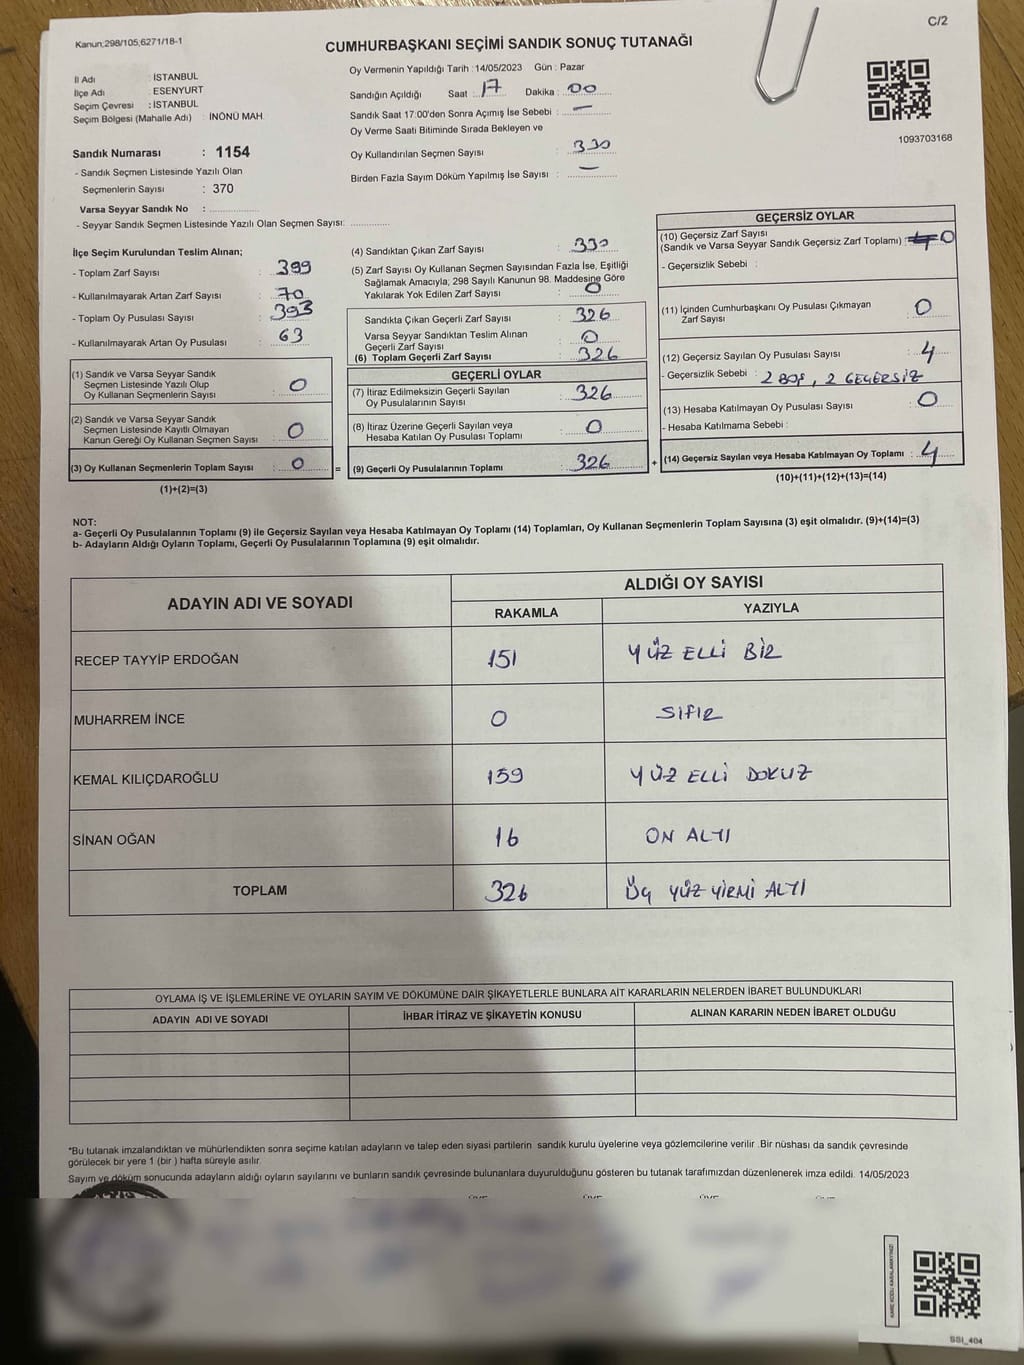 C/2
Kanun;298/105,6271/18-1
CUMHURBAŞKANI SEÇİMİ SANDIK SONUÇ TUTANAĞI
İl Adı : İSTANBUL
İlçe Adı : ESENYURT
Seçim Çevresi : İSTANBUL
Seçim Bölgesi (Mahalle Adı) : İNÖNÜ MAH.
Sandık Numarası : 1154
- Sandık Seçmen Listesinde Yazılı Olan
Seçmenlerin Sayısı : 370
Varsa Seyyar Sandık No :
- Seyyar Sandık Seçmen Listesinde Yazılı Olan Seçmen Sayısı:
Oy Vermenin Yapıldığı Tarih : 14/05/2023 Gün : Pazar
Sandığın Açıldığı Saat : 17 Dakika : 00
Sandık Saat 17:00'den Sonra Açımış İse Sebebi : —
Oy Verme Saati Bitiminde Sırada Bekleyen ve
Oy Kullandırılan Seçmen Sayısı : 330
Birden Fazla Sayım Döküm Yapılmış İse Sayısı : —
1093703168
İlçe Seçim Kurulundan Teslim Alınan;
- Toplam Zarf Sayısı : 399
- Kullanılmayarak Artan Zarf Sayısı : 70
- Toplam Oy Pusulası Sayısı : 393
- Kullanılmayarak Artan Oy Pusulası : 63
(1) Sandık ve Varsa Seyyar Sandık
Seçmen Listesinde Yazılı Olup
Oy Kullanan Seçmenlerin Sayısı : 0
(2) Sandık ve Varsa Seyyar Sandık
Seçmen Listesinde Kayıtlı Olmayan
Kanun Gereği Oy Kullanan Seçmen Sayısı : 0
(3) Oy Kullanan Seçmenlerin Toplam Sayısı : 0
(1)+(2)=(3)
(4) Sandıktan Çıkan Zarf Sayısı : 330
(5) Zarf Sayısı Oy Kullanan Seçmen Sayısından Fazla İse, Eşitliği
Sağlamak Amacıyla; 298 Sayılı Kanunun 98. Maddesine Göre
Yakılarak Yok Edilen Zarf Sayısı : 0
Sandıkta Çıkan Geçerli Zarf Sayısı : 326
Varsa Seyyar Sandıktan Teslim Alınan
Geçerli Zarf Sayısı : 0
(6) Toplam Geçerli Zarf Sayısı : 326
GEÇERLİ OYLAR
(7) İtiraz Edilmeksizin Geçerli Sayılan
Oy Pusulalarının Sayısı : 326
(8) İtiraz Üzerine Geçerli Sayılan veya
Hesaba Katılan Oy Pusulası Toplamı : 0
= (9) Geçerli Oy Pusulalarının Toplamı : 326
GEÇERSİZ OYLAR
(10) Geçersiz Zarf Sayısı
(Sandık ve Varsa Seyyar Sandık Geçersiz Zarf Toplamı) : 0
- Geçersizlik Sebebi :
(11) İçinden Cumhurbaşkanı Oy Pusulası Çıkmayan
Zarf Sayısı : 0
(12) Geçersiz Sayılan Oy Pusulası Sayısı : 4
- Geçersizlik Sebebi : 2 BOŞ, 2 GEÇERSİZ
(13) Hesaba Katılmayan Oy Pusulası Sayısı : 0
- Hesaba Katılmama Sebebi :
+ (14) Geçersiz Sayılan veya Hesaba Katılmayan Oy Toplamı : 4
(10)+(11)+(12)+(13)=(14)
NOT:
a- Geçerli Oy Pusulalarının Toplamı (9) ile Geçersiz Sayılan veya Hesaba Katılmayan Oy Toplamı (14) Toplamları, Oy Kullanan Seçmenlerin Toplam Sayısına (3) eşit olmalıdır. (9)+(14)=(3)
b- Adayların Aldığı Oyların Toplamı, Geçerli Oy Pusulalarının Toplamına (9) eşit olmalıdır.
ADAYIN ADI VE SOYADI
ALDIĞI OY SAYISI
RAKAMLA YAZIYLA
RECEP TAYYİP ERDOĞAN 151 YÜZ ELLİ BİR
MUHARREM İNCE 0 SIFIR
KEMAL KILIÇDAROĞLU 159 YÜZ ELLİ DOKUZ
SİNAN OĞAN 16 ON ALTI
TOPLAM 326 ÜÇ YÜZ YİRMİ ALTI
OYLAMA İŞ VE İŞLEMLERİNE VE OYLARIN SAYIM VE DÖKÜMÜNE DAİR ŞİKAYETLERLE BUNLARA AİT KARARLARIN NELERDEN İBARET BULUNDUKLARI
ADAYIN ADI VE SOYADI İHBAR İTİRAZ VE ŞİKAYETİN KONUSU ALINAN KARARIN NEDEN İBARET OLDUĞU
*Bu tutanak imzalandıktan ve mühürlendikten sonra seçime katılan adayların ve talep eden siyasi partilerin sandık kurulu üyelerine veya gözlemcilerine verilir .Bir nüshası da sandık çevresinde
görülecek bir yere 1 (bir ) hafta süreyle asılır.
Sayım ve döküm sonucunda adayların aldığı oyların sayılarını ve bunların sandık çevresinde bulunanlara duyurulduğunu gösteren bu tutanak tarafımızdan düzenlenerek imza edildi. 14/05/2023
SSI_404